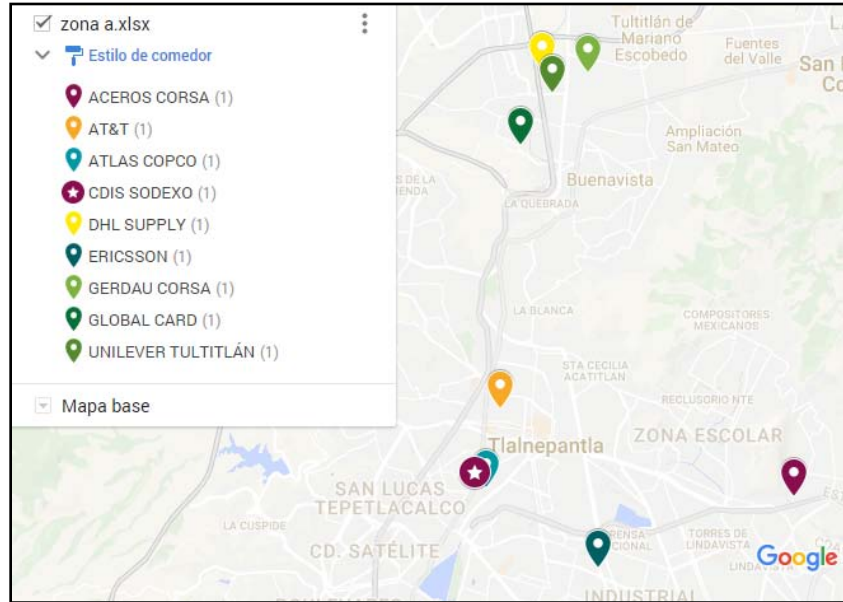 zona a.xlsx
Estilo de comedor
ACEROS CORSA (1)
AT&T (1)
ATLAS COPCO (1)
CDIS SODEXO (1)
DHL SUPPLY (1)
ERICSSON (1)
GERDAU CORSA (1)
GLOBAL CARD (1)
UNILEVER TULTITLÁN (1)
Mapa base
Tultitlán de
Mariano
Escobedo
Fuentes
del Valle
San
Ampliación
San Mateo
Buenavista
LA QUEBRADA
LA BLANCA
COMPOSITORES
MEXICANOS
STA CECILIA
ACATITLAN
RECLUSORIO NTE
ZONA ESCOLAR
Tlalnepantla
SAN LUCAS
TEPETLACALCO
LA CUSPIDE
CD. SATÉLITE
TORRES DE
LINDAVISTA
Google
INDUSTRIAL